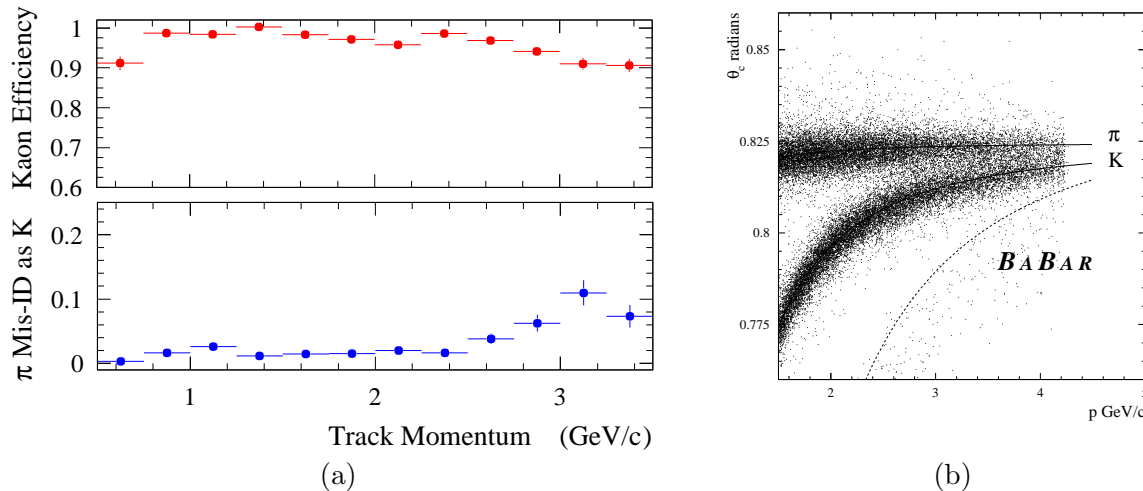 Kaon Efficiency
1
0.9
0.8
0.7
0.6
π Mis-ID as K
0.2
0.1
0
1
2
3
Track Momentum (GeV/c)
(a)
θc radians
0.85
0.825
0.8
0.775
π
K
BABAR
2
3
4
5
p GeV/c
(b)